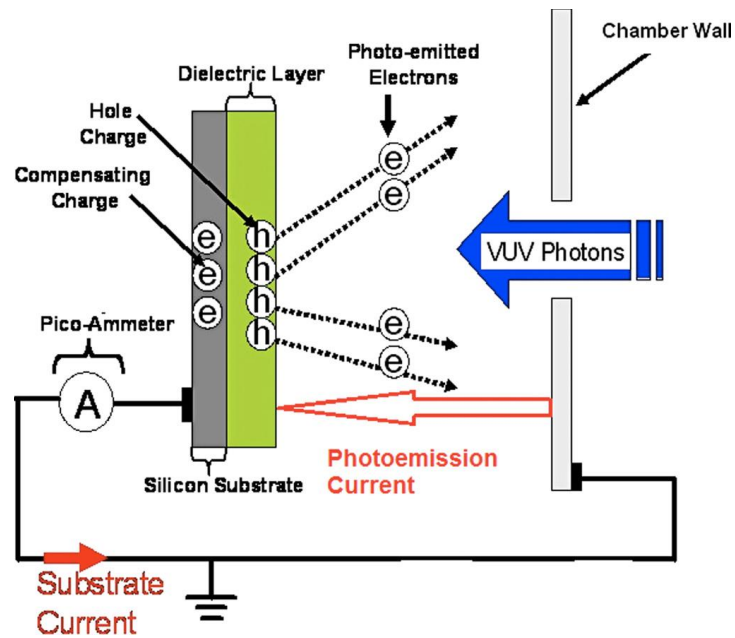 Chamber Wall
Photo-emitted
Electrons
Dielectric Layer
Hole
Charge
Compensating
Charge
e
e
e
h
h
h
h
e
e
e
e
VUV Photons
Pico-Ammeter
A
Silicon Substrate
Photoemission
Current
Substrate
Current